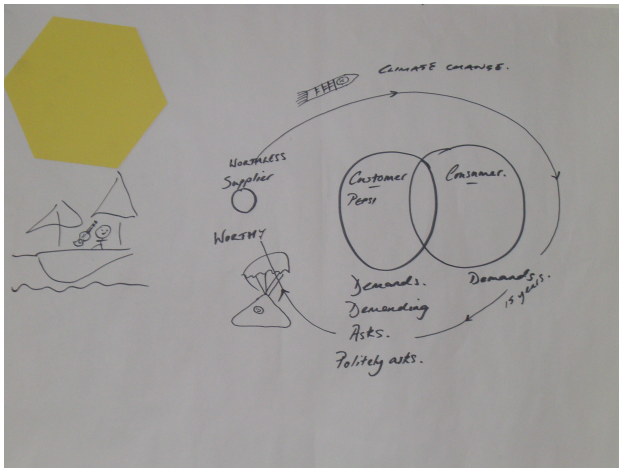 CLIMATE CHANGE.
WORTHLESS
Supplier
WORTHY
Customer
PEPSI
Consumer.
Demands.
Demanding
Asks.
Politely asks.
Demands.
15 years.